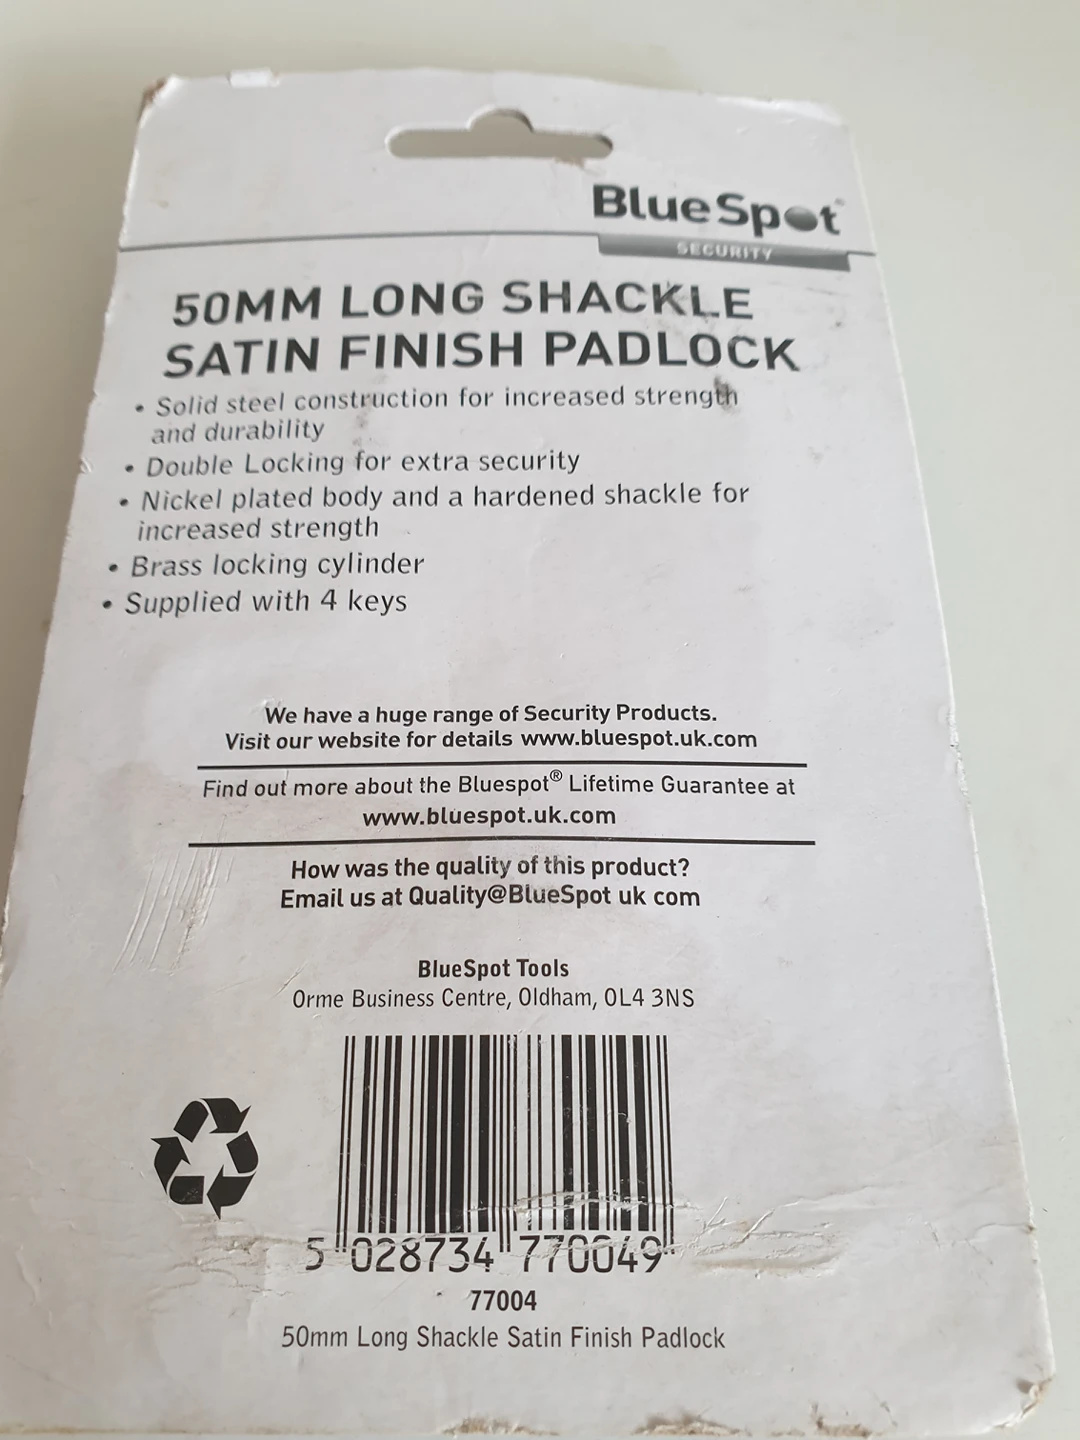 BlueSpot
SECURITY
50MM LONG SHACKLE
SATIN FINISH PADLOCK
• Solid steel construction for increased strength
and durability
• Double Locking for extra security
• Nickel plated body and a hardened shackle for
increased strength
• Brass locking cylinder
• Supplied with 4 keys
We have a huge range of Security Products.
Visit our website for details www.bluespot.uk.com
Find out more about the Bluespot® Lifetime Guarantee at
www.bluespot.uk.com
How was the quality of this product?
Email us at Quality@BlueSpot uk com
BlueSpot Tools
Orme Business Centre, Oldham, OL4 3NS
5 028734 770049
77004
50mm Long Shackle Satin Finish Padlock